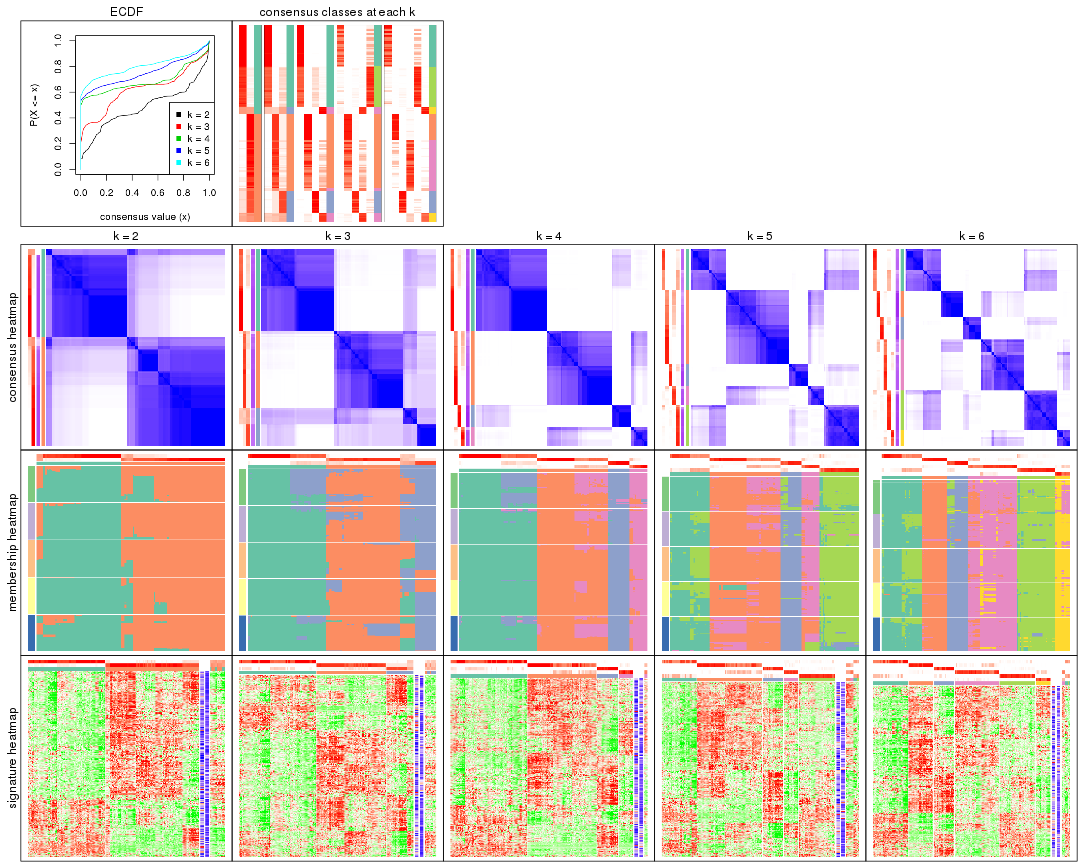 ECDF
consensus classes at each k
P(X <= x)
0.0 0.2 0.4 0.6 0.8 1.0
k = 2
k = 3
k = 4
k = 5
k = 6
0.0 0.2 0.4 0.6 0.8 1.0
consensus value (x)
k = 2
k = 3
k = 4
k = 5
k = 6
consensus heatmap
membership heatmap
signature heatmap